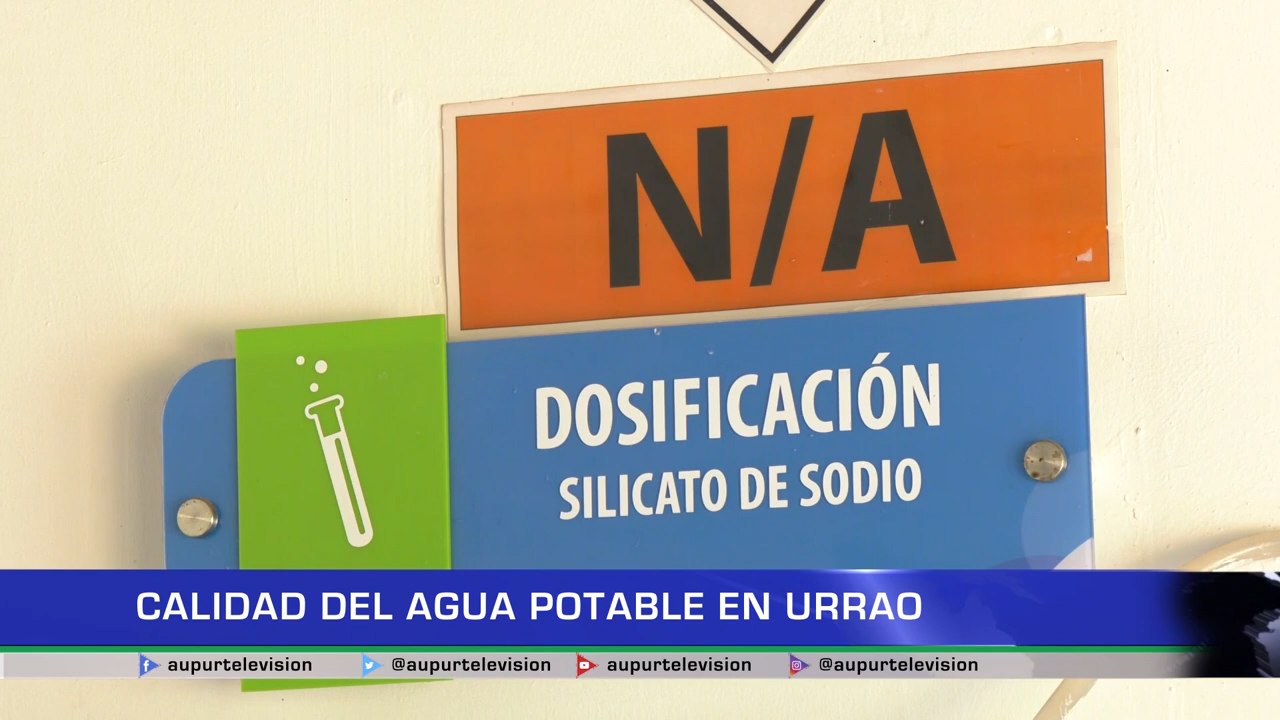 N/A
DOSIFICACIÓN
SILICATO DE SODIO
CALIDAD DEL AGUA POTABLE EN URRAO
aupurtelevision @aupurtelevision aupurtelevision @aupurtelevision